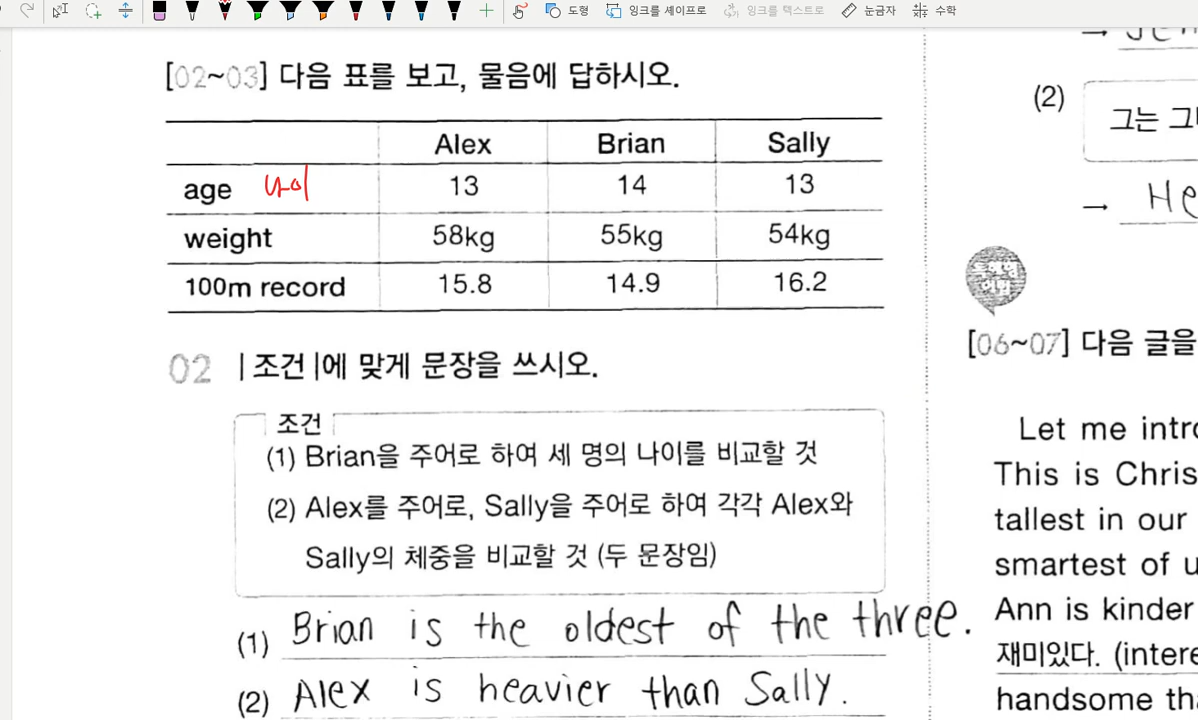 도형 잉크를 셰이프로 잉크를 텍스트로 눈금자 수학
[02~03] 다음 표를 보고, 물음에 답하시오.
Alex Brian Sally
age 나이 13 14 13
weight 58kg 55kg 54kg
100m record 15.8 14.9 16.2
02 |조건|에 맞게 문장을 쓰시오.
조건
(1) Brian을 주어로 하여 세 명의 나이를 비교할 것
(2) Alex를 주어로, Sally을 주어로 하여 각각 Alex와
Sally의 체중을 비교할 것 (두 문장임)
(1) Brian is the oldest of the three.
(2) Alex is heavier than Sally.
(2)
그는 그
→ He
[06~07] 다음 글을
Let me intro
This is Chris
tallest in our
smartest of u
Ann is kinder
재미있다. (intere
handsome th